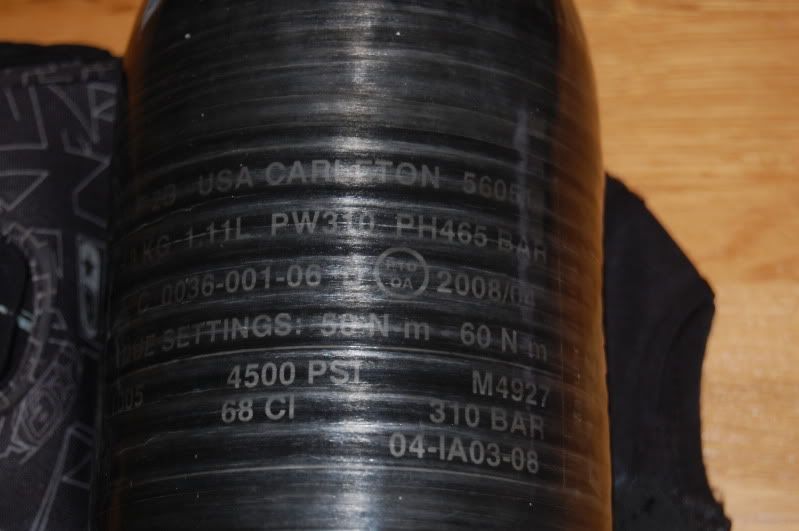 USA CARLETON 5605
KG 1.11L PW310 PH465 BAR
C 0036-001-06 2008/04
SETTINGS: 50 N·m - 60 N·m
4500 PSI M4927
68 CI 310 BAR
04-IA03-08